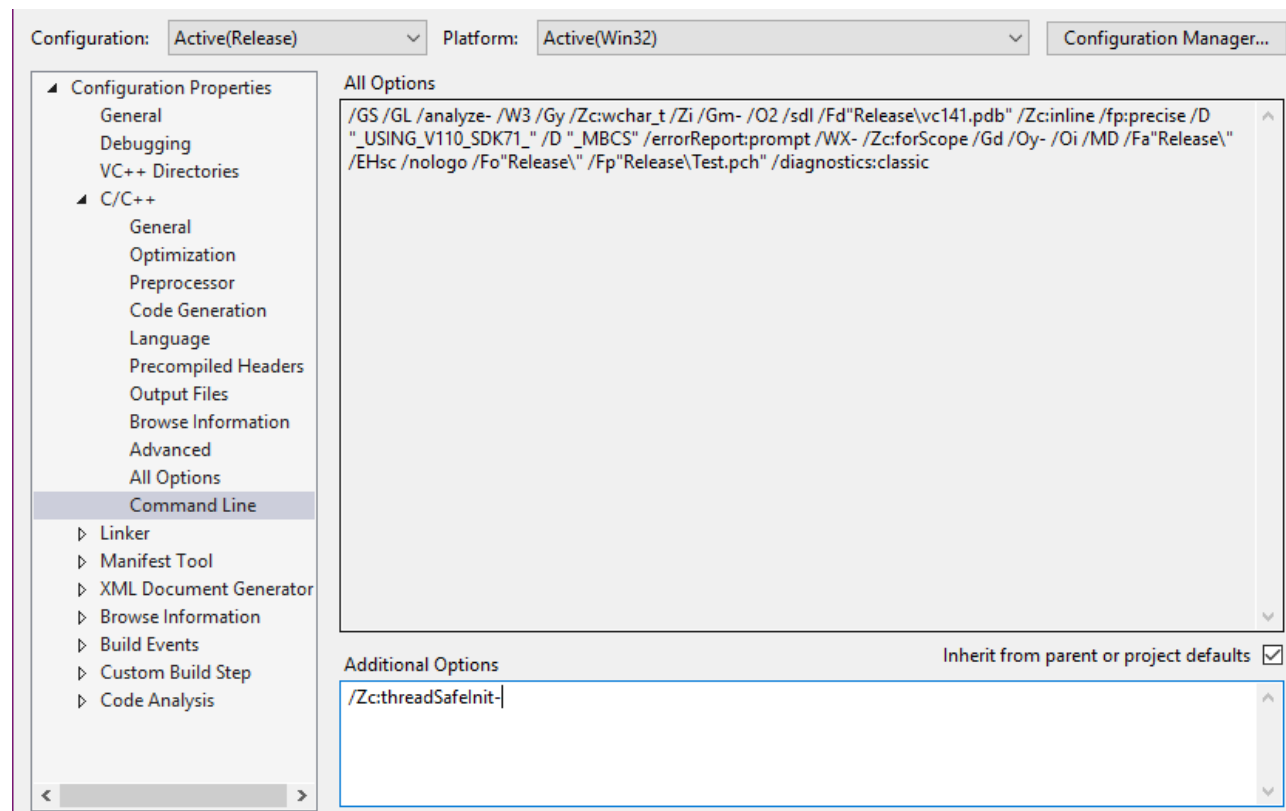 Configuration: Active(Release) Platform: Active(Win32) Configuration Manager...
Configuration Properties
General
Debugging
VC++ Directories
C/C++
General
Optimization
Preprocessor
Code Generation
Language
Precompiled Headers
Output Files
Browse Information
Advanced
All Options
Command Line
Linker
Manifest Tool
XML Document Generator
Browse Information
Build Events
Custom Build Step
Code Analysis
All Options
/GS /GL /analyze- /W3 /Gy /Zc:wchar_t /Zi /Gm- /O2 /sdl /Fd"Release\vc141.pdb" /Zc:inline /fp:precise /D
"_USING_V110_SDK71_" /D "_MBCS" /errorReport:prompt /WX- /Zc:forScope /Gd /Oy- /Oi /MD /Fa"Release\"
/EHsc /nologo /Fo"Release\" /Fp"Release\Test.pch" /diagnostics:classic
Additional Options
Inherit from parent or project defaults
/Zc:threadSafeInit-